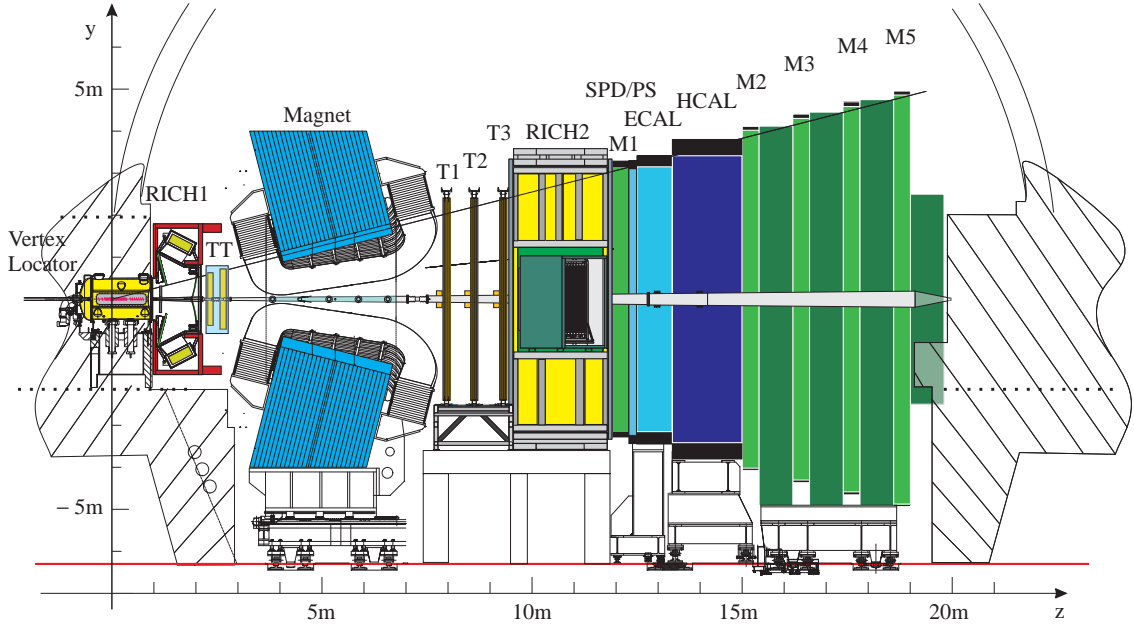 y
5m
M5
M4
M3
M2
SPD/PS
HCAL
ECAL
Magnet
T3
RICH2
M1
T2
T1
RICH1
TT
Vertex
Locator
− 5m
5m
10m
15m
20m
z